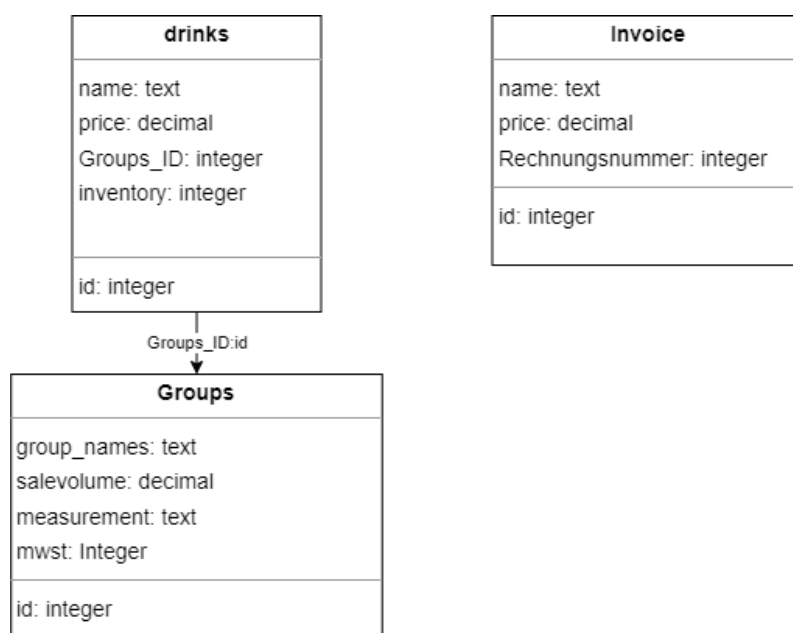 drinks
name: text
price: decimal
Groups_ID: integer
inventory: integer
id: integer
Groups_ID:id
Groups
group_names: text
salevolume: decimal
measurement: text
mwst: Integer
id: integer
Invoice
name: text
price: decimal
Rechnungsnummer: integer
id: integer